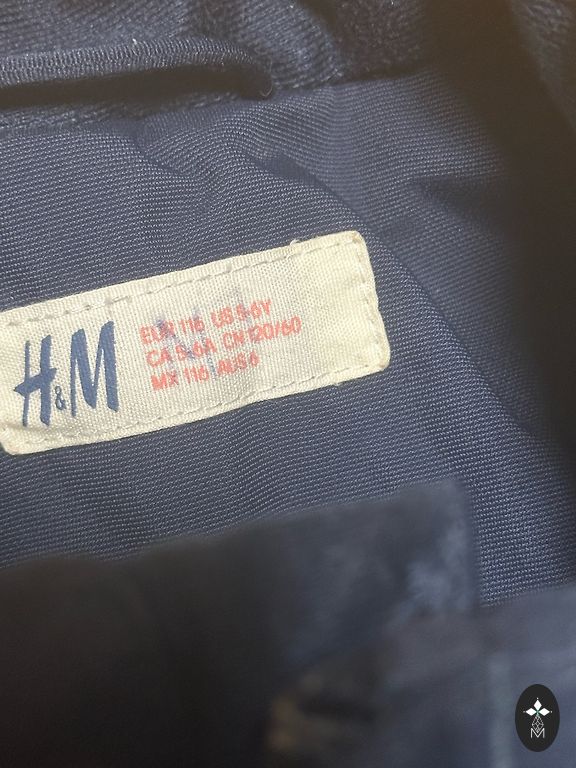 H&M
EUR 116 US 5-6Y
CA 5-6A CN 120/60
MX 116 AUS 6
M